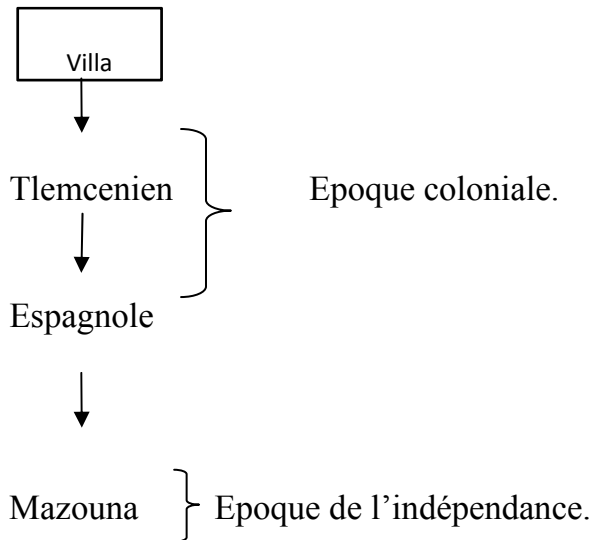 Villa
Tlemcenien Epoque coloniale.
Espagnole
Mazouna Epoque de l’indépendance.